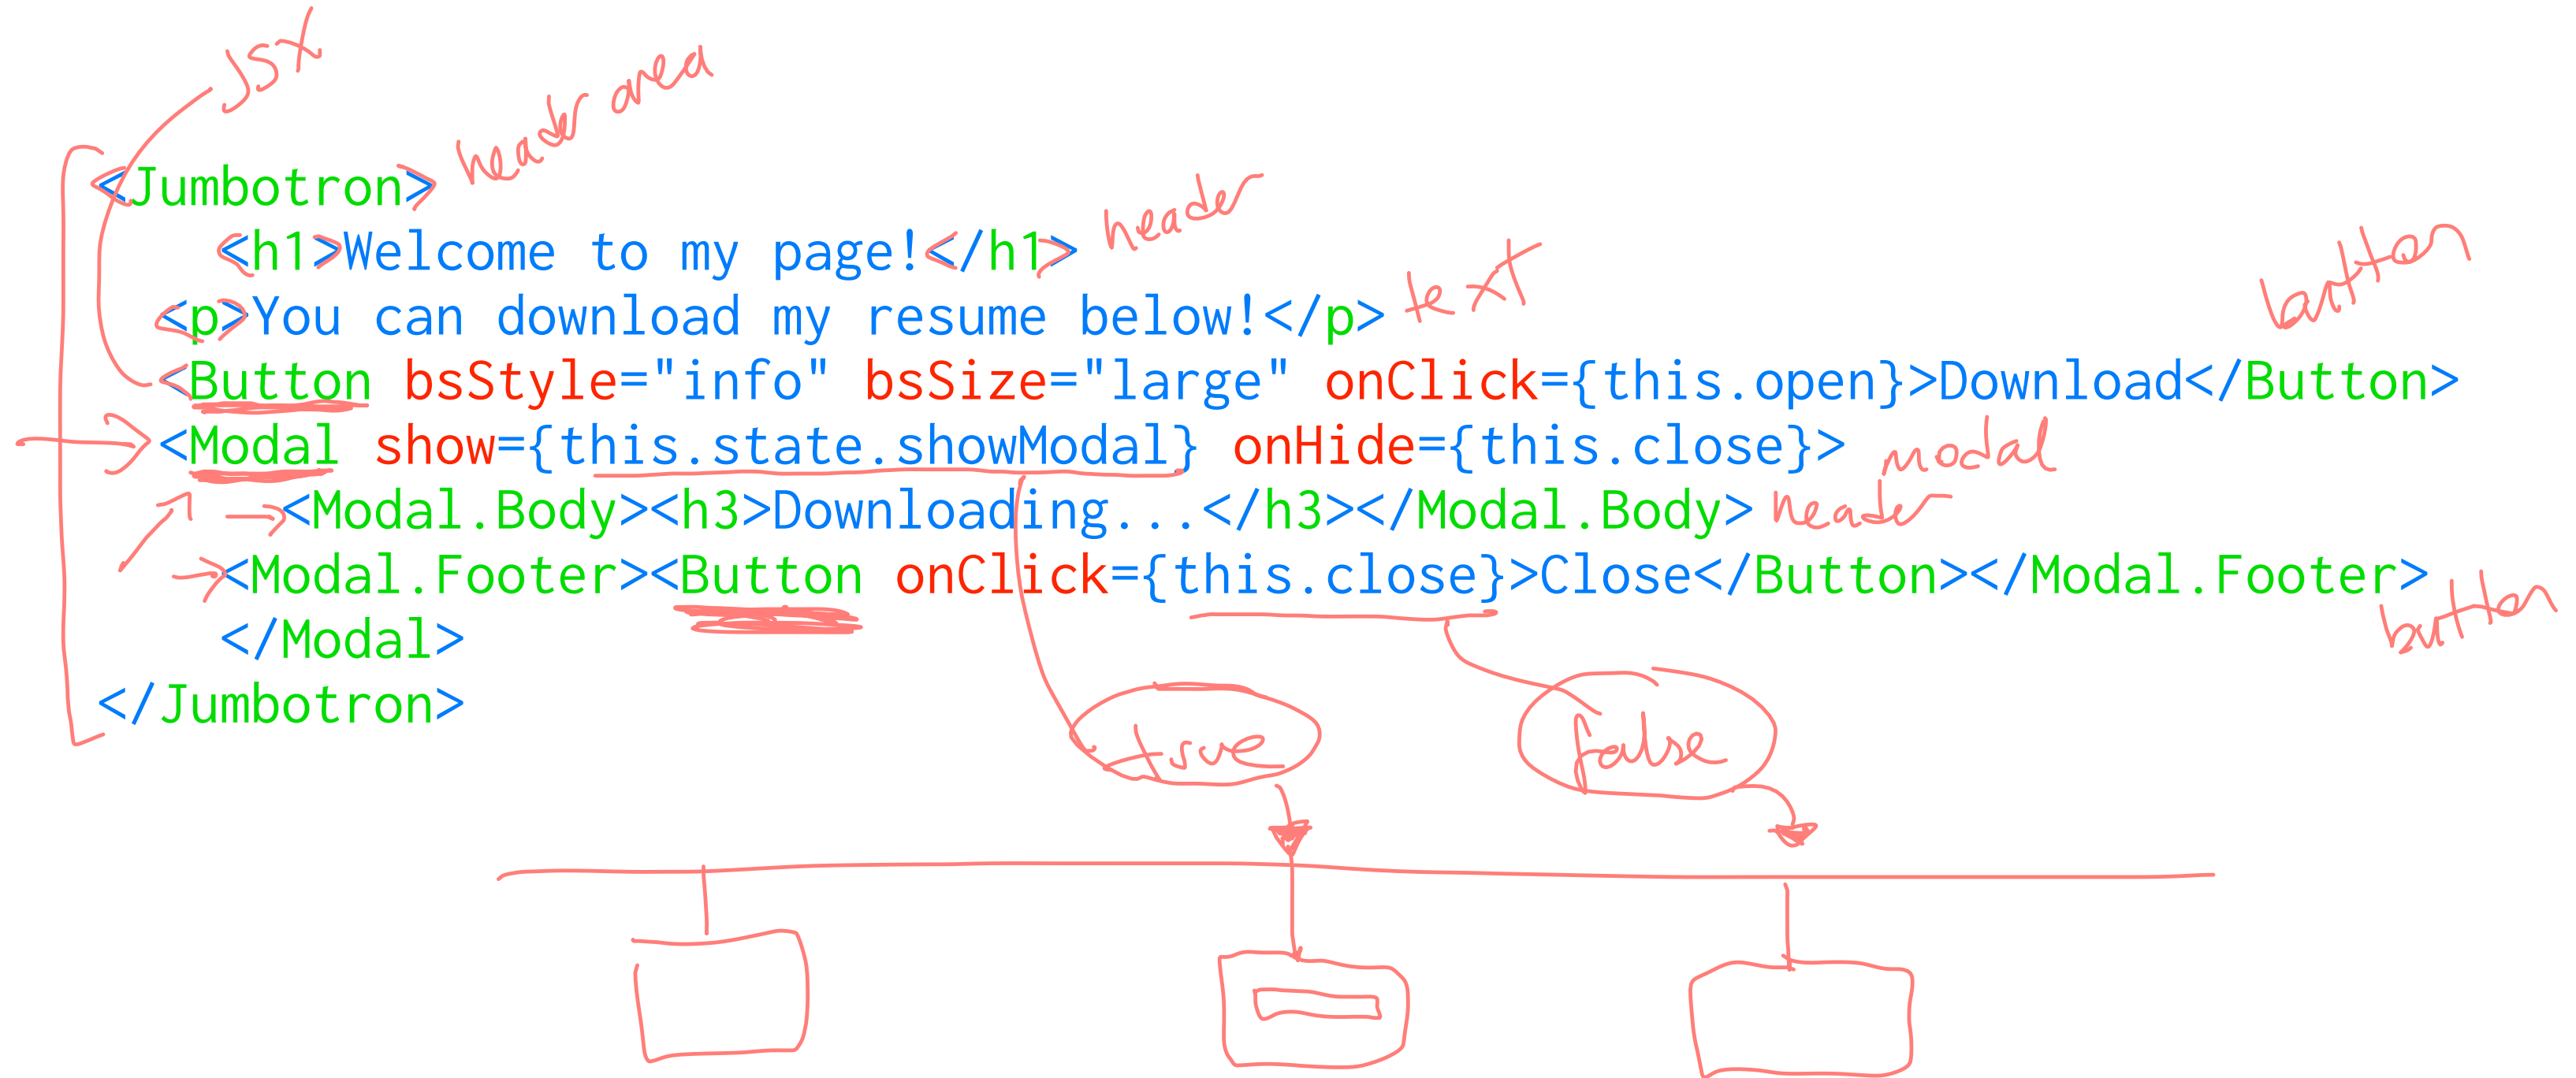 JSX
header area
<Jumbotron>
<h1>Welcome to my page!</h1> header
<p>You can download my resume below!</p> text
button
<Button bsStyle="info" bsSize="large" onClick={this.open}>Download</Button>
<Modal show={this.state.showModal} onHide={this.close}> modal
<Modal.Body><h3>Downloading...</h3></Modal.Body> header
<Modal.Footer><Button onClick={this.close}>Close</Button></Modal.Footer>
button
</Modal>
</Jumbotron>
true false